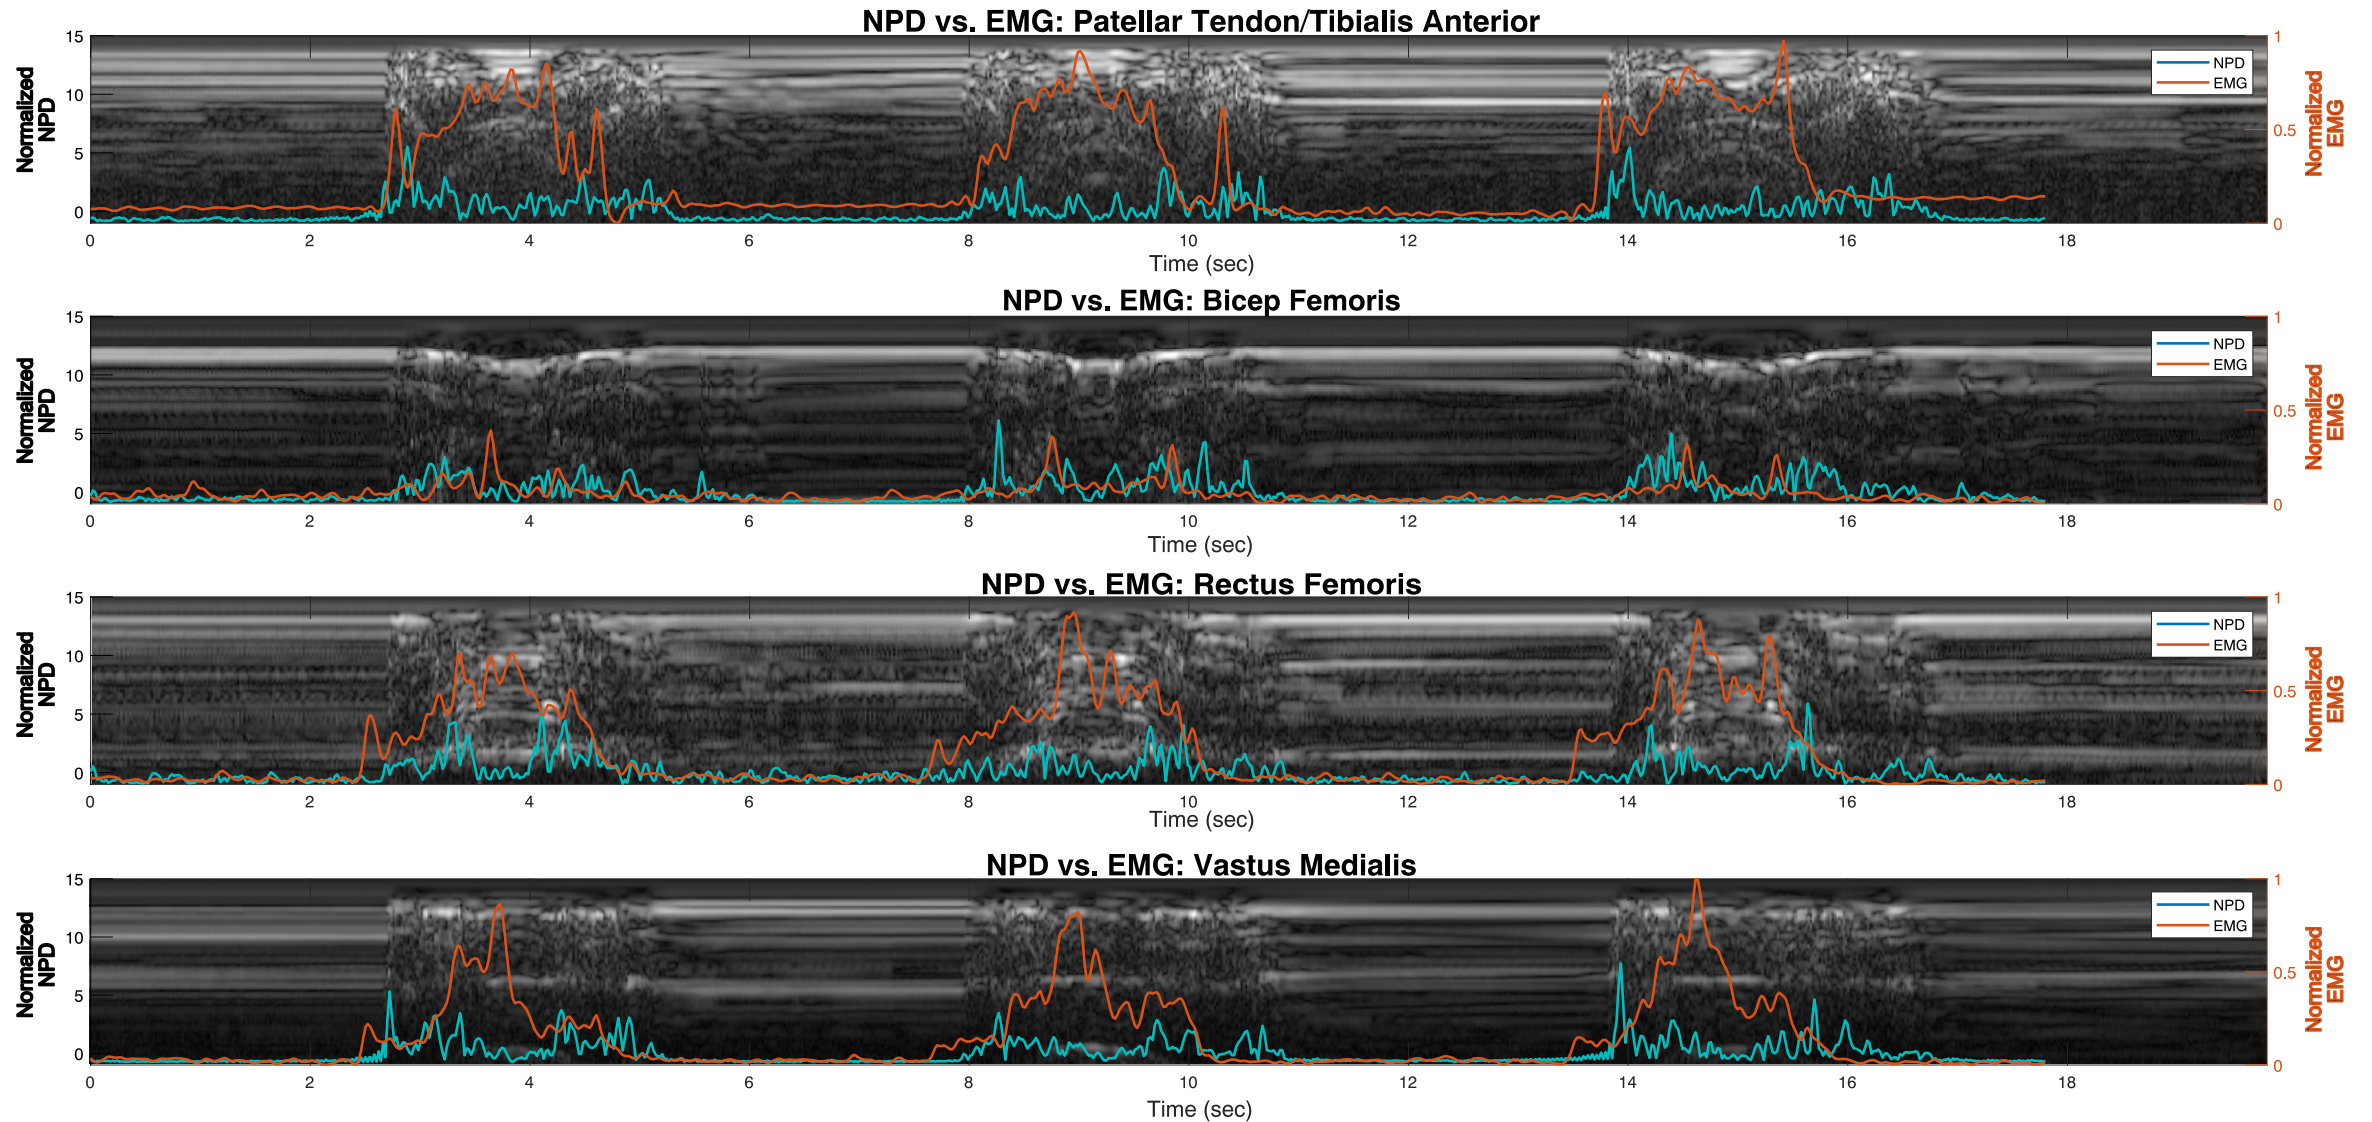 NPD vs. EMG: Patellar Tendon/Tibialis Anterior
Normalized
NPD
15
10
5
0
NPD
EMG
1
0.5
0
Normalized
EMG
0 2 4 6 8 10 12 14 16 18
Time (sec)
NPD vs. EMG: Bicep Femoris
Normalized
NPD
15
10
5
0
NPD
EMG
1
0.5
0
Normalized
EMG
0 2 4 6 8 10 12 14 16 18
Time (sec)
NPD vs. EMG: Rectus Femoris
Normalized
NPD
15
10
5
0
NPD
EMG
1
0.5
0
Normalized
EMG
0 2 4 6 8 10 12 14 16 18
Time (sec)
NPD vs. EMG: Vastus Medialis
Normalized
NPD
15
10
5
0
NPD
EMG
1
0.5
0
Normalized
EMG
0 2 4 6 8 10 12 14 16 18
Time (sec)